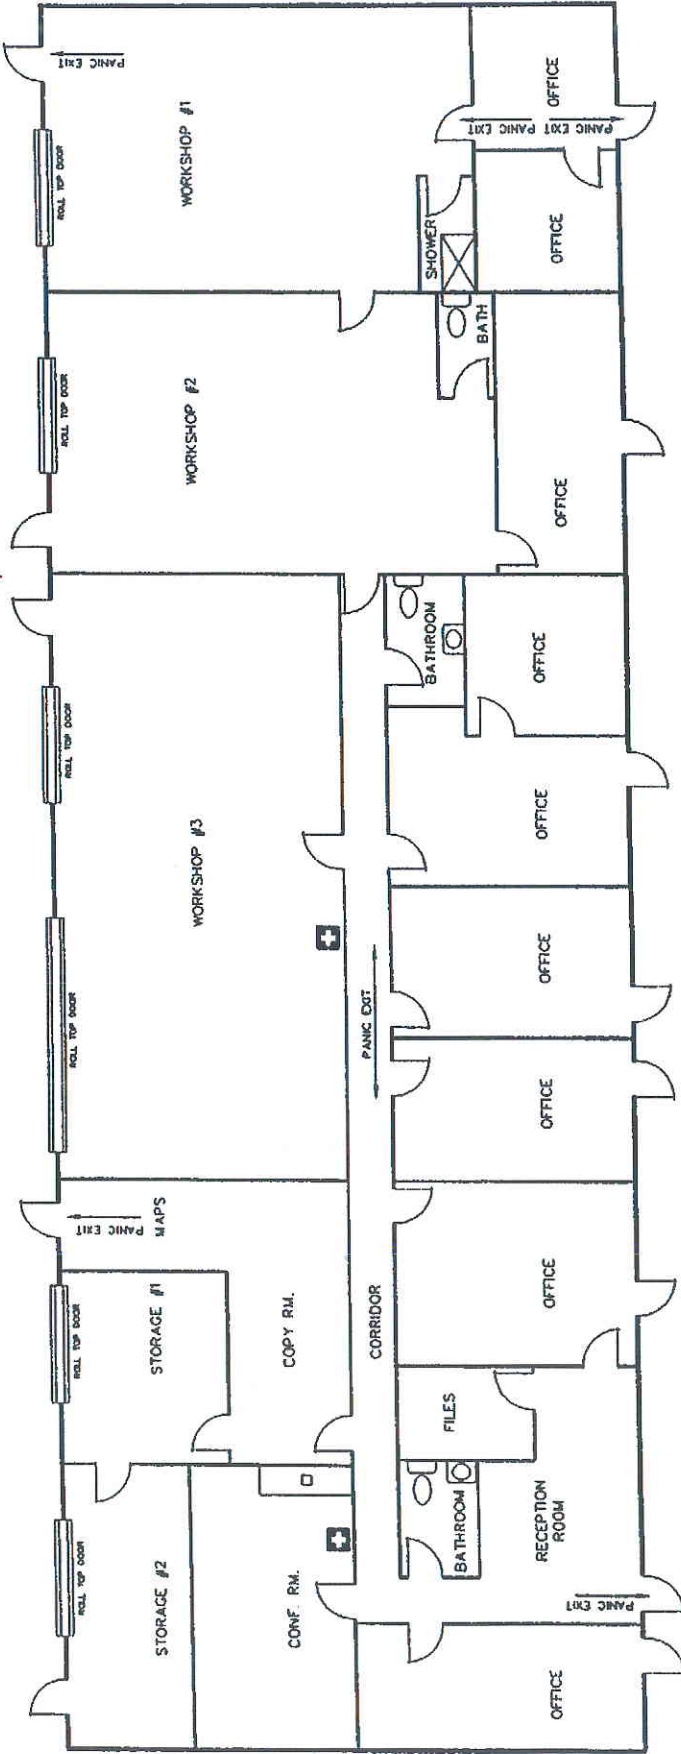 ROLL TOP DOOR
ROLL TOP DOOR
ROLL TOP DOOR
ROLL TOP DOOR
ROLL TOP DOOR
ROLL TOP DOOR
PANIC EXIT
PANIC EXIT
STORAGE #2
STORAGE #1
MAPS
WORKSHOP #3
WORKSHOP #2
WORKSHOP #1
CONF. RM.
COPY RM.
CORRIDOR
PANIC EXIT
SHOWER
BATH
BATHROOM
FILES
BATHROOM
RECEPTION
ROOM
PANIC EXIT
PANIC EXIT
PANIC EXIT
OFFICE
OFFICE
OFFICE
OFFICE
OFFICE
OFFICE
OFFICE
OFFICE
OFFICE